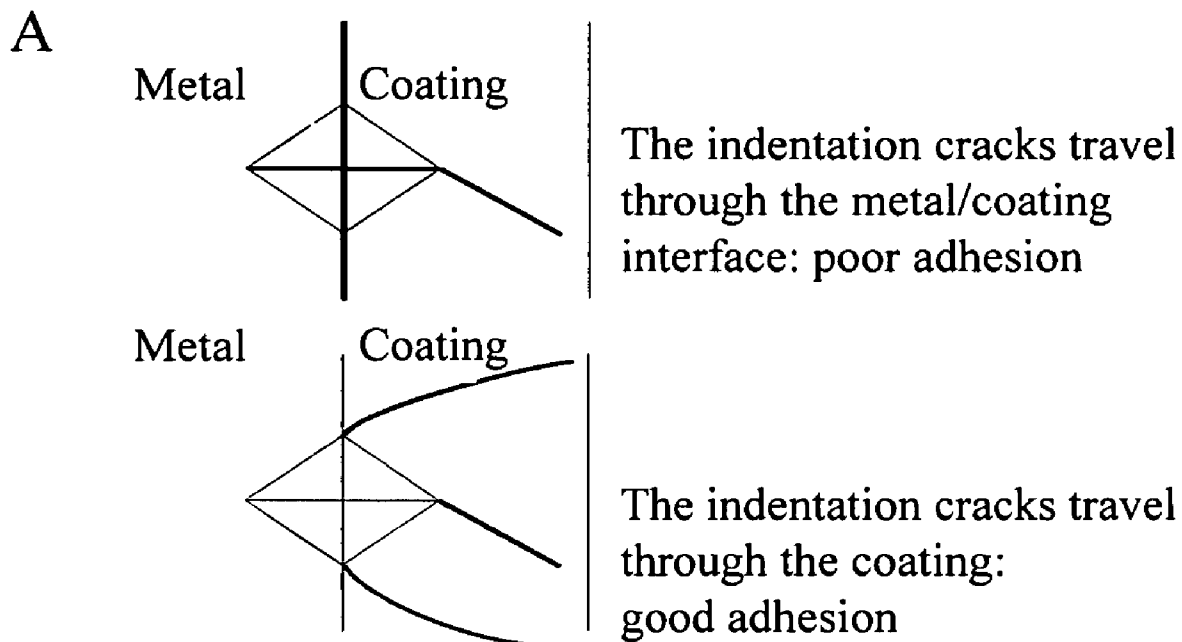 A
Metal Coating
The indentation cracks travel
through the metal/coating
interface: poor adhesion
Metal Coating
The indentation cracks travel
through the coating:
good adhesion